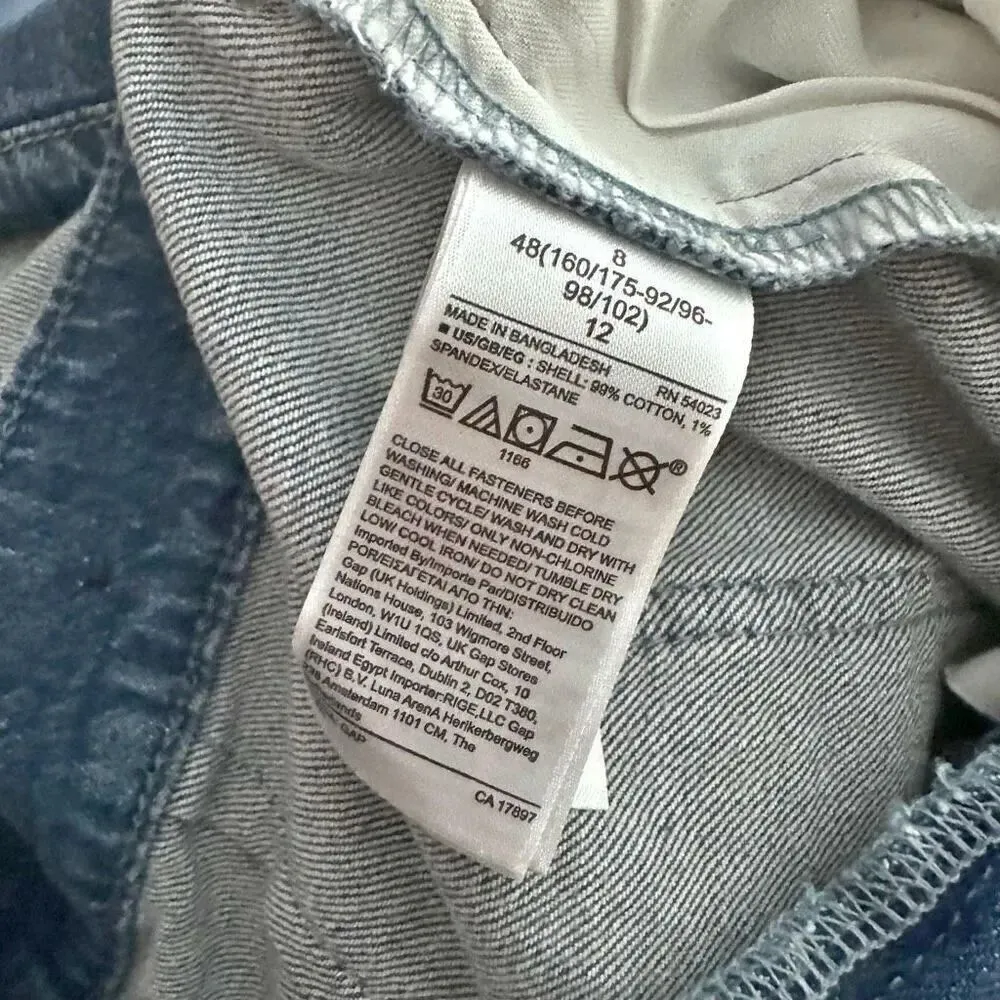 8
48(160/175-92/96-
98/102)
12
MADE IN BANGLADESH
RN 54023
■ US/GB/EG : SHELL: 99% COTTON, 1%
SPANDEX/ELASTANE
30
®
1166
CLOSE ALL FASTENERS BEFORE
WASHING/ MACHINE WASH COLD
GENTLE CYCLE/ WASH AND DRY WITH
LIKE COLORS/ ONLY NON-CHLORINE
BLEACH WHEN NEEDED/ TUMBLE DRY
LOW/ COOL IRON/ DO NOT DRY CLEAN
Imported By/Importe Par/DISTRIBUIDO
POR/ΕΙΣΑΓΕΤΑΙ ΑΠΟ ΤΗΝ:
Gap (UK Holdings) Limited, 2nd Floor
Nations House, 103 Wigmore Street,
London, W1U 1QS, UK Gap Stores
(Ireland) Limited c/o Arthur Cox, 10
Earlsfort Terrace, Dublin 2, D02 T380,
Ireland Egypt Importer:RIGE,LLC Gap
(RHC) B.V. Luna ArenA Herikerbergweg
Amsterdam 1101 CM, The
GAP
CA 17897